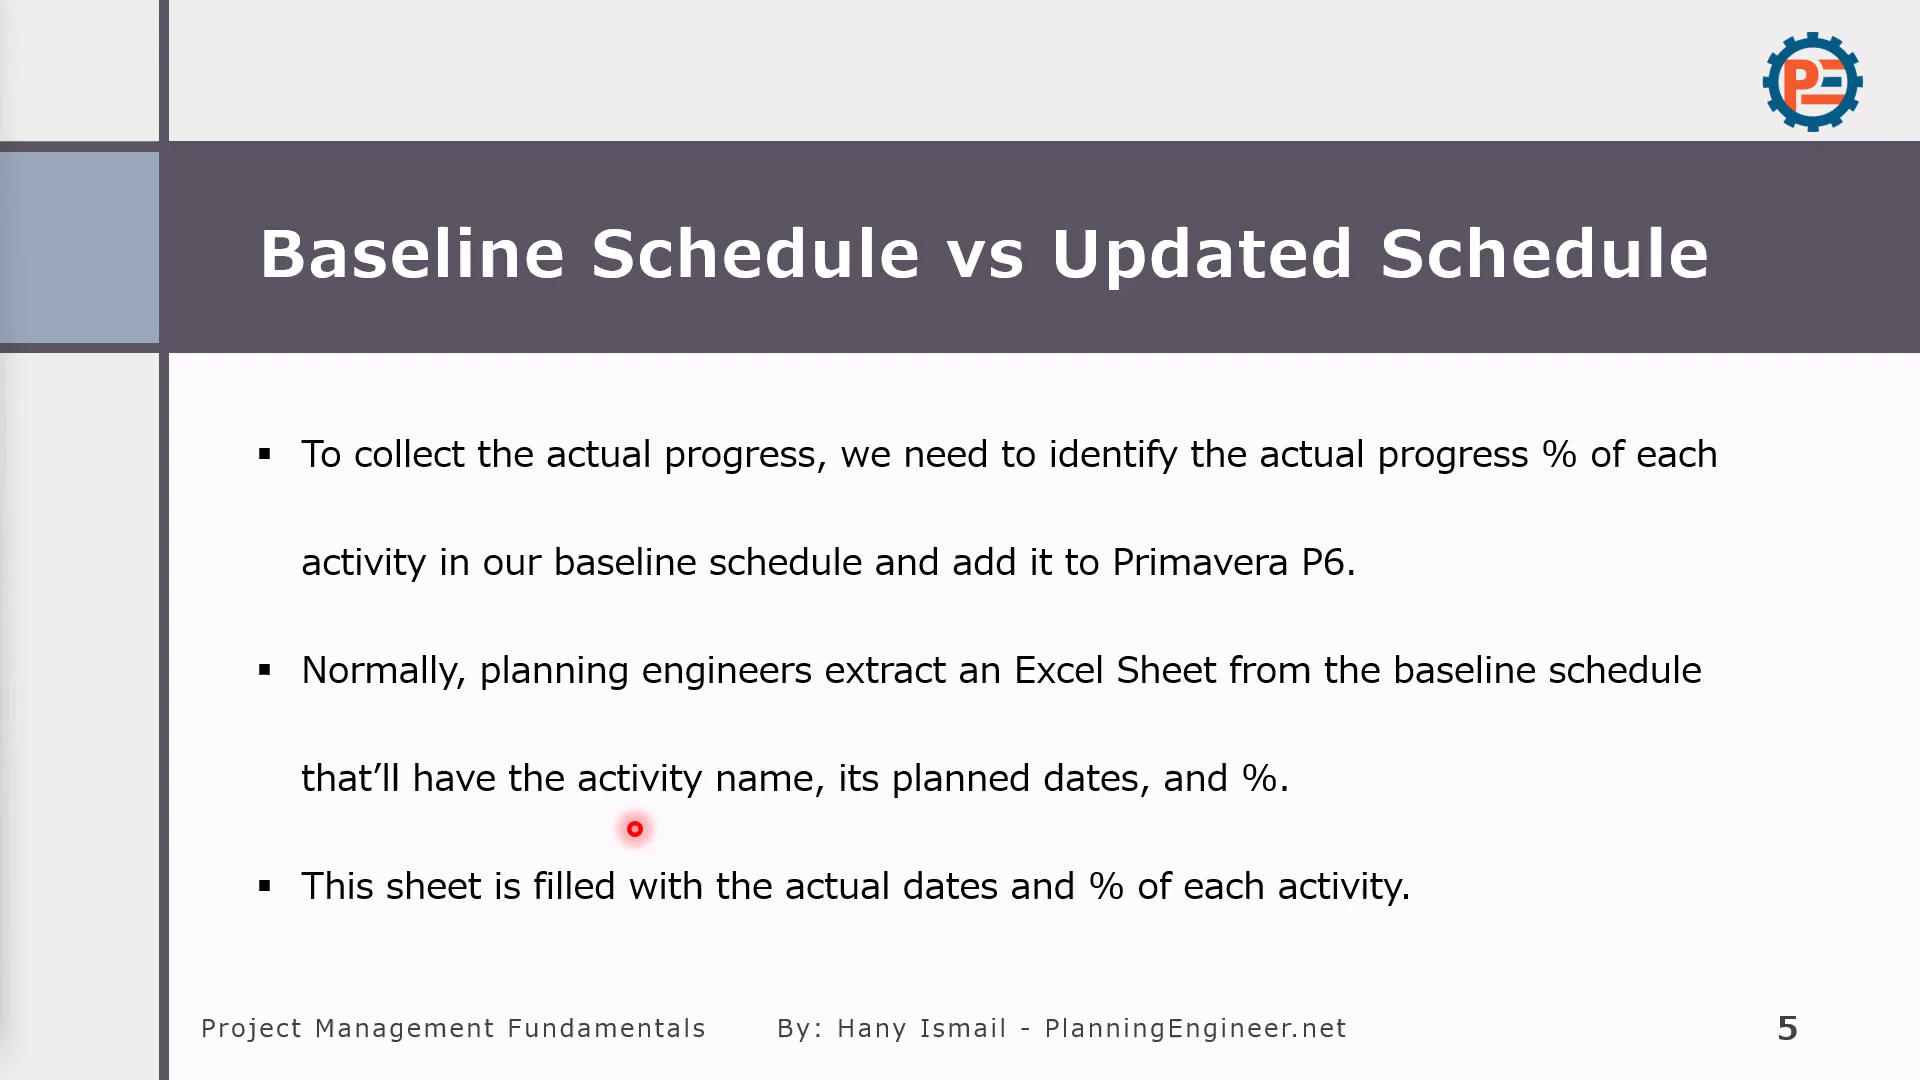 PE
Baseline Schedule vs Updated Schedule
▪ To collect the actual progress, we need to identify the actual progress % of each
activity in our baseline schedule and add it to Primavera P6.
▪ Normally, planning engineers extract an Excel Sheet from the baseline schedule
that’ll have the activity name, its planned dates, and %.
▪ This sheet is filled with the actual dates and % of each activity.
Project Management Fundamentals By: Hany Ismail - PlanningEngineer.net 5